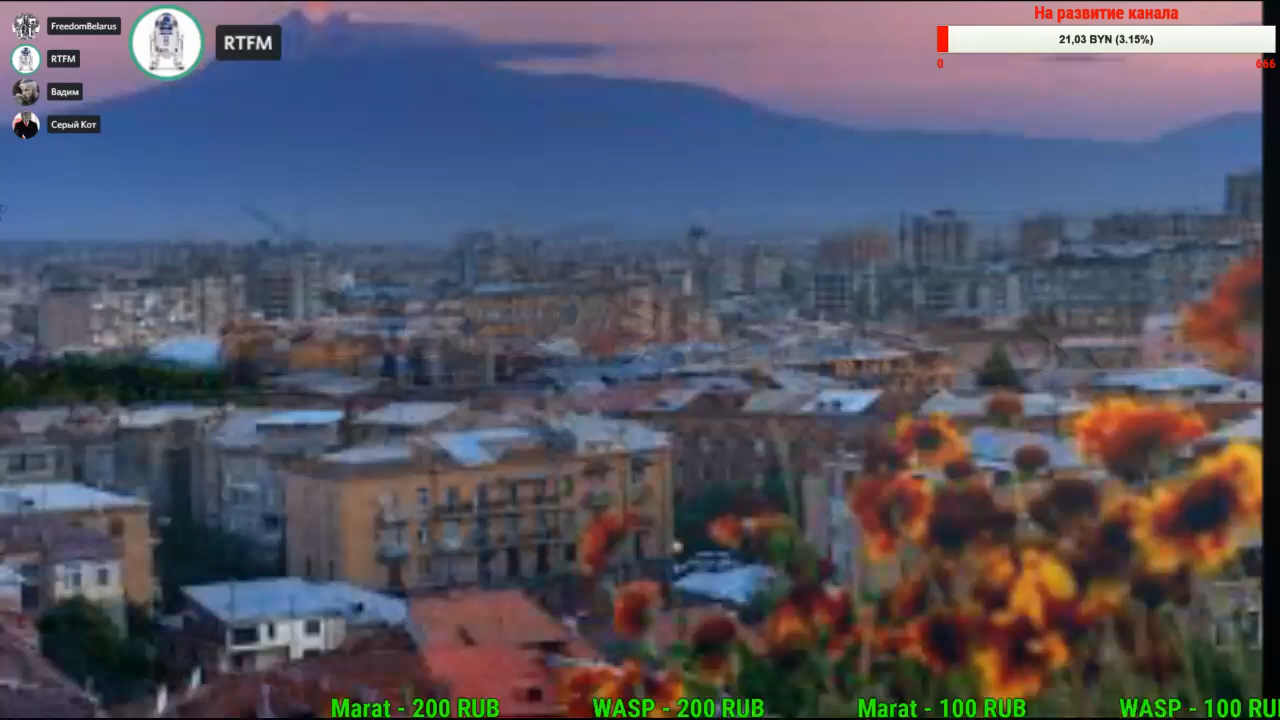 FreedomBelarus
RTFM
Вадим
Серый Кот
RTFM
На развитие канала
21,03 BYN (3.15%)
0 666
Marat - 200 RUB WASP - 200 RUB Marat - 100 RUB WASP - 100 RU